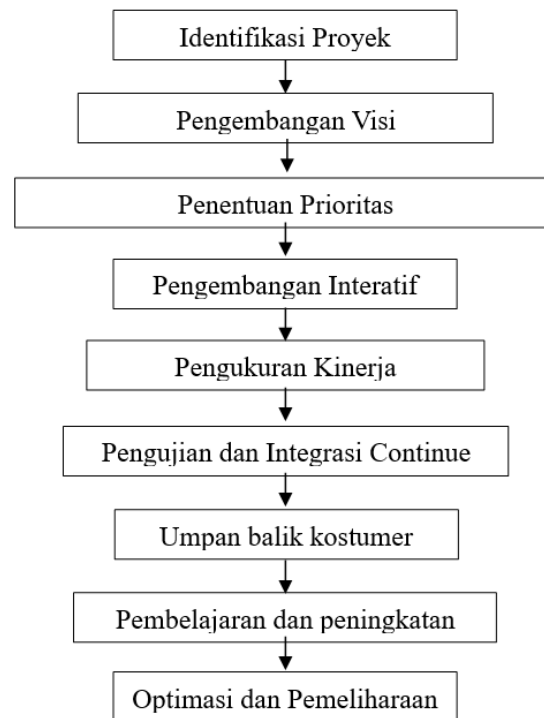 Identifikasi Proyek
Pengembangan Visi
Penentuan Prioritas
Pengembangan Interatif
Pengukuran Kinerja
Pengujian dan Integrasi Continue
Umpan balik kostumer
Pembelajaran dan peningkatan
Optimasi dan Pemeliharaan